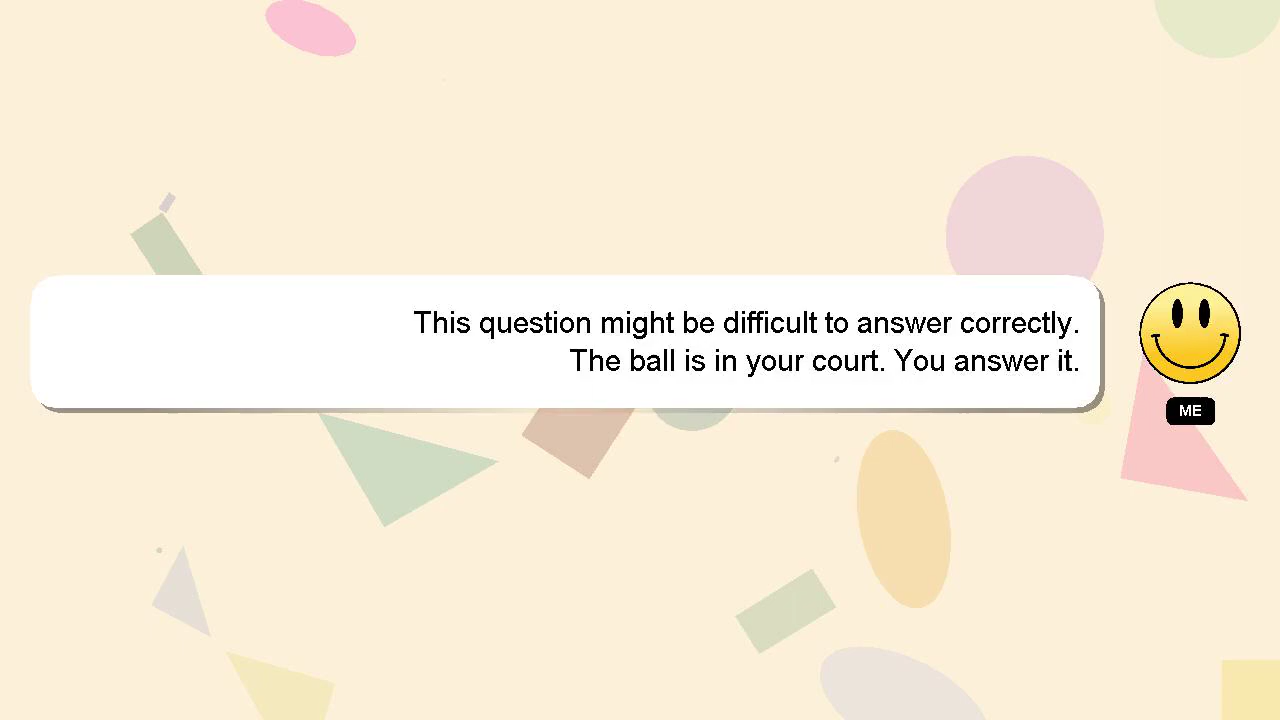 This question might be difficult to answer correctly.
The ball is in your court. You answer it.
ME